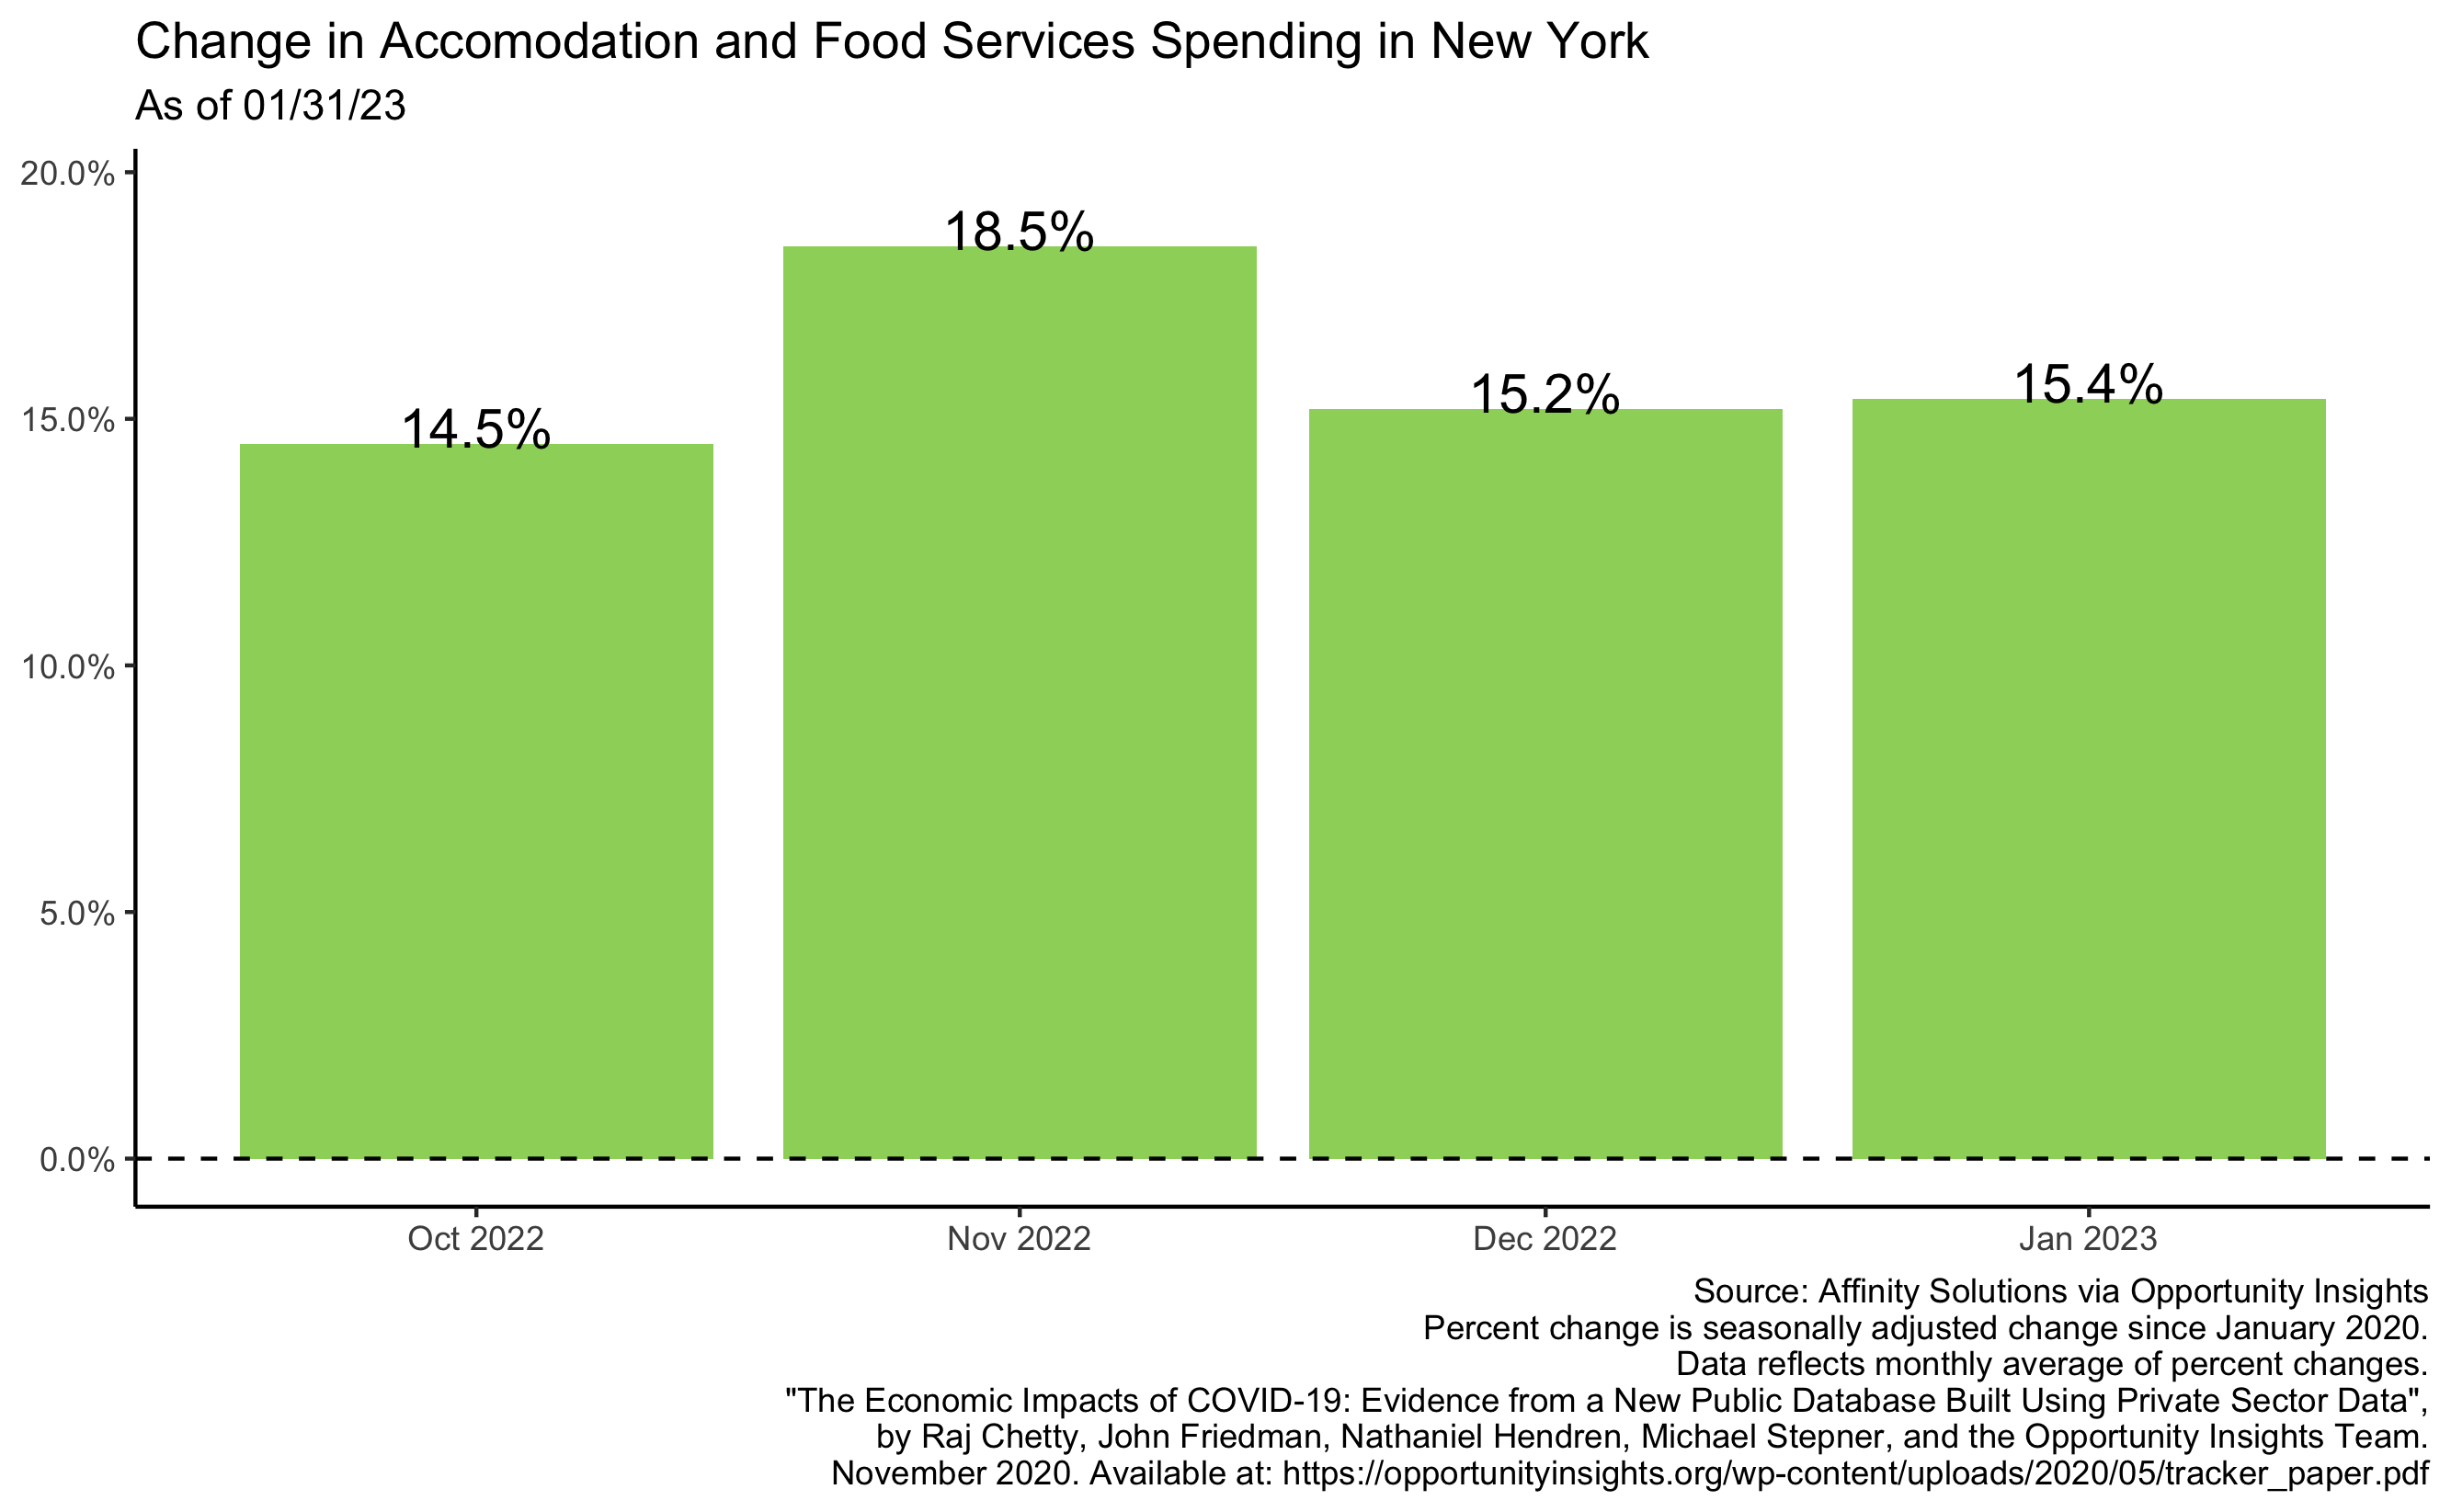 Change in Accomodation and Food Services Spending in New York
As of 01/31/23
20.0%
15.0%
10.0%
5.0%
0.0%
14.5%
18.5%
15.2%
15.4%
Oct 2022
Nov 2022
Dec 2022
Jan 2023
Source: Affinity Solutions via Opportunity Insights
Percent change is seasonally adjusted change since January 2020.
Data reflects monthly average of percent changes.
"The Economic Impacts of COVID-19: Evidence from a New Public Database Built Using Private Sector Data",
by Raj Chetty, John Friedman, Nathaniel Hendren, Michael Stepner, and the Opportunity Insights Team.
November 2020. Available at: https://opportunityinsights.org/wp-content/uploads/2020/05/tracker_paper.pdf